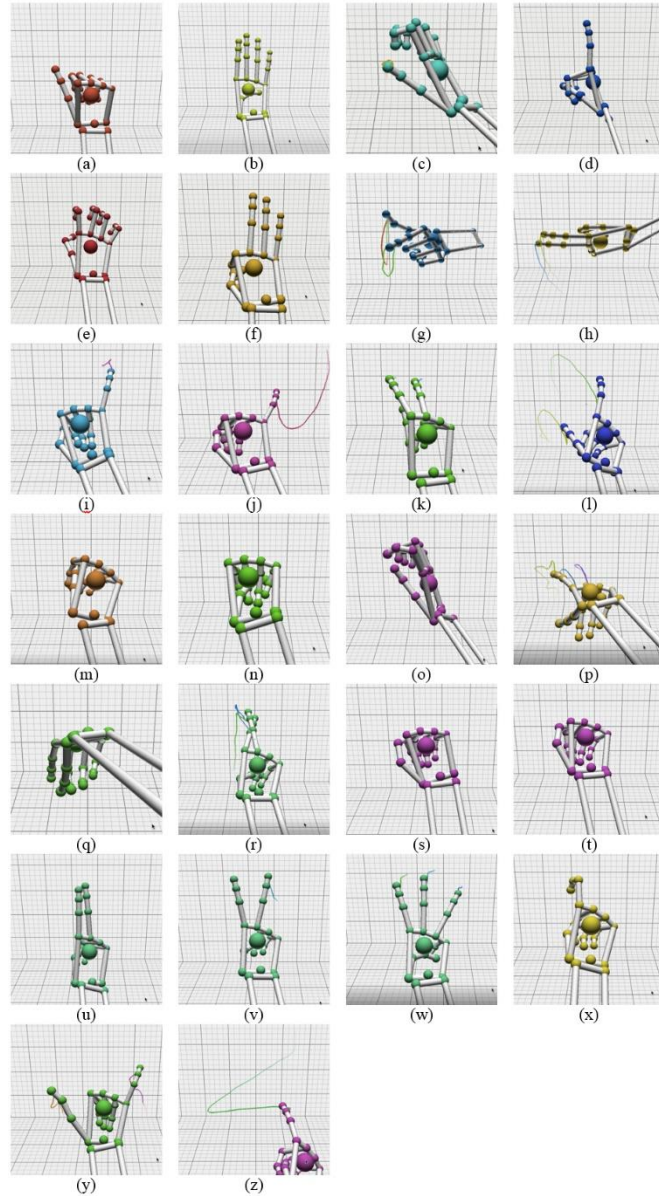 (a) (b) (c) (d)
(e) (f) (g) (h)
(i) (j) (k) (l)
(m) (n) (o) (p)
(q) (r) (s) (t)
(u) (v) (w) (x)
(y) (z)